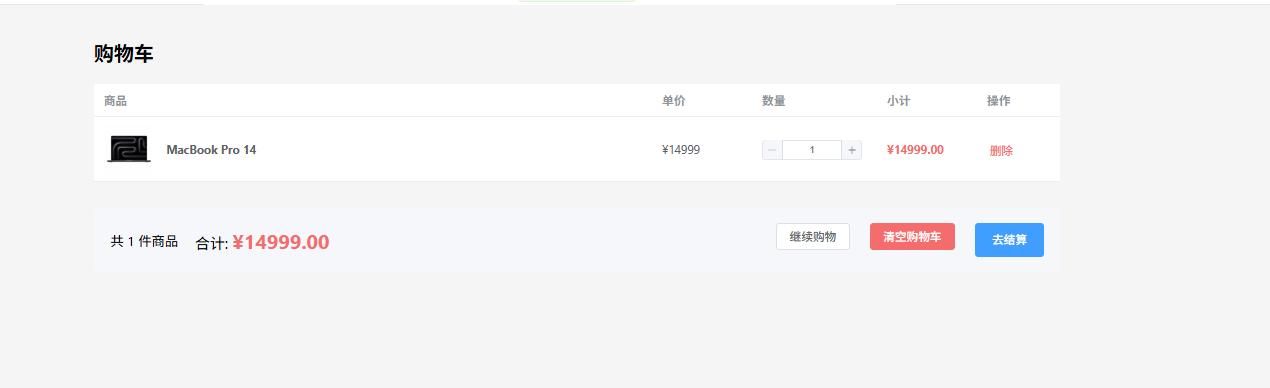 购物车
商品 单价 数量 小计 操作
MacBook Pro 14 ¥14999 − 1 + ¥14999.00 删除
共 1 件商品 合计: ¥14999.00 继续购物 清空购物车 去结算